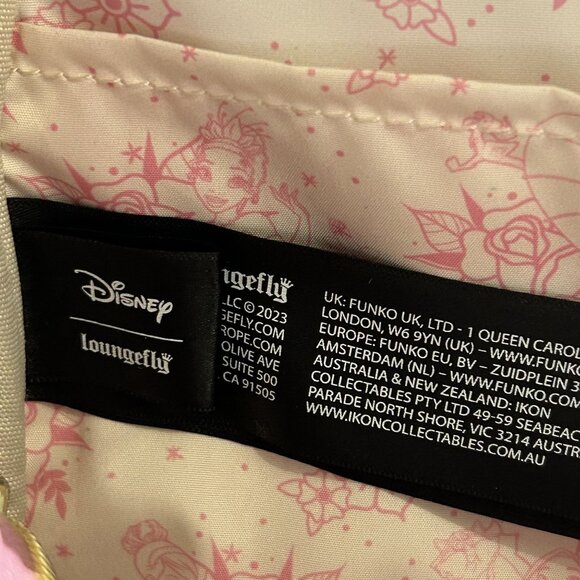 Disney
loungefly
ngefly
LLC © 2023
GEFLY.COM
ROPE.COM
OLIVE AVE
SUITE 500
, CA 91505
UK: FUNKO UK, LTD - 1 QUEEN CAROL
LONDON, W6 9YN (UK) – WWW.FUNKO
EUROPE: FUNKO EU, BV – ZUIDPLEIN 3
AMSTERDAM (NL) – WWW.FUNKO.COM
AUSTRALIA & NEW ZEALAND: IKON
COLLECTABLES PTY LTD 49-59 SEABEAC
PARADE NORTH SHORE, VIC 3214 AUSTR
WWW.IKONCOLLECTABLES.COM.AU